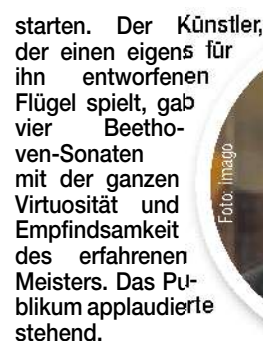 starten. Der Künstler,
der einen eigens für
ihn entworfenen
Flügel spielt, gab
vier Beetho-
ven-Sonaten
mit der ganzen
Virtuosität und
Empfindsamkeit
des erfahrenen
Meisters. Das Pu-
blikum applaudierte
stehend.
Foto: Imago